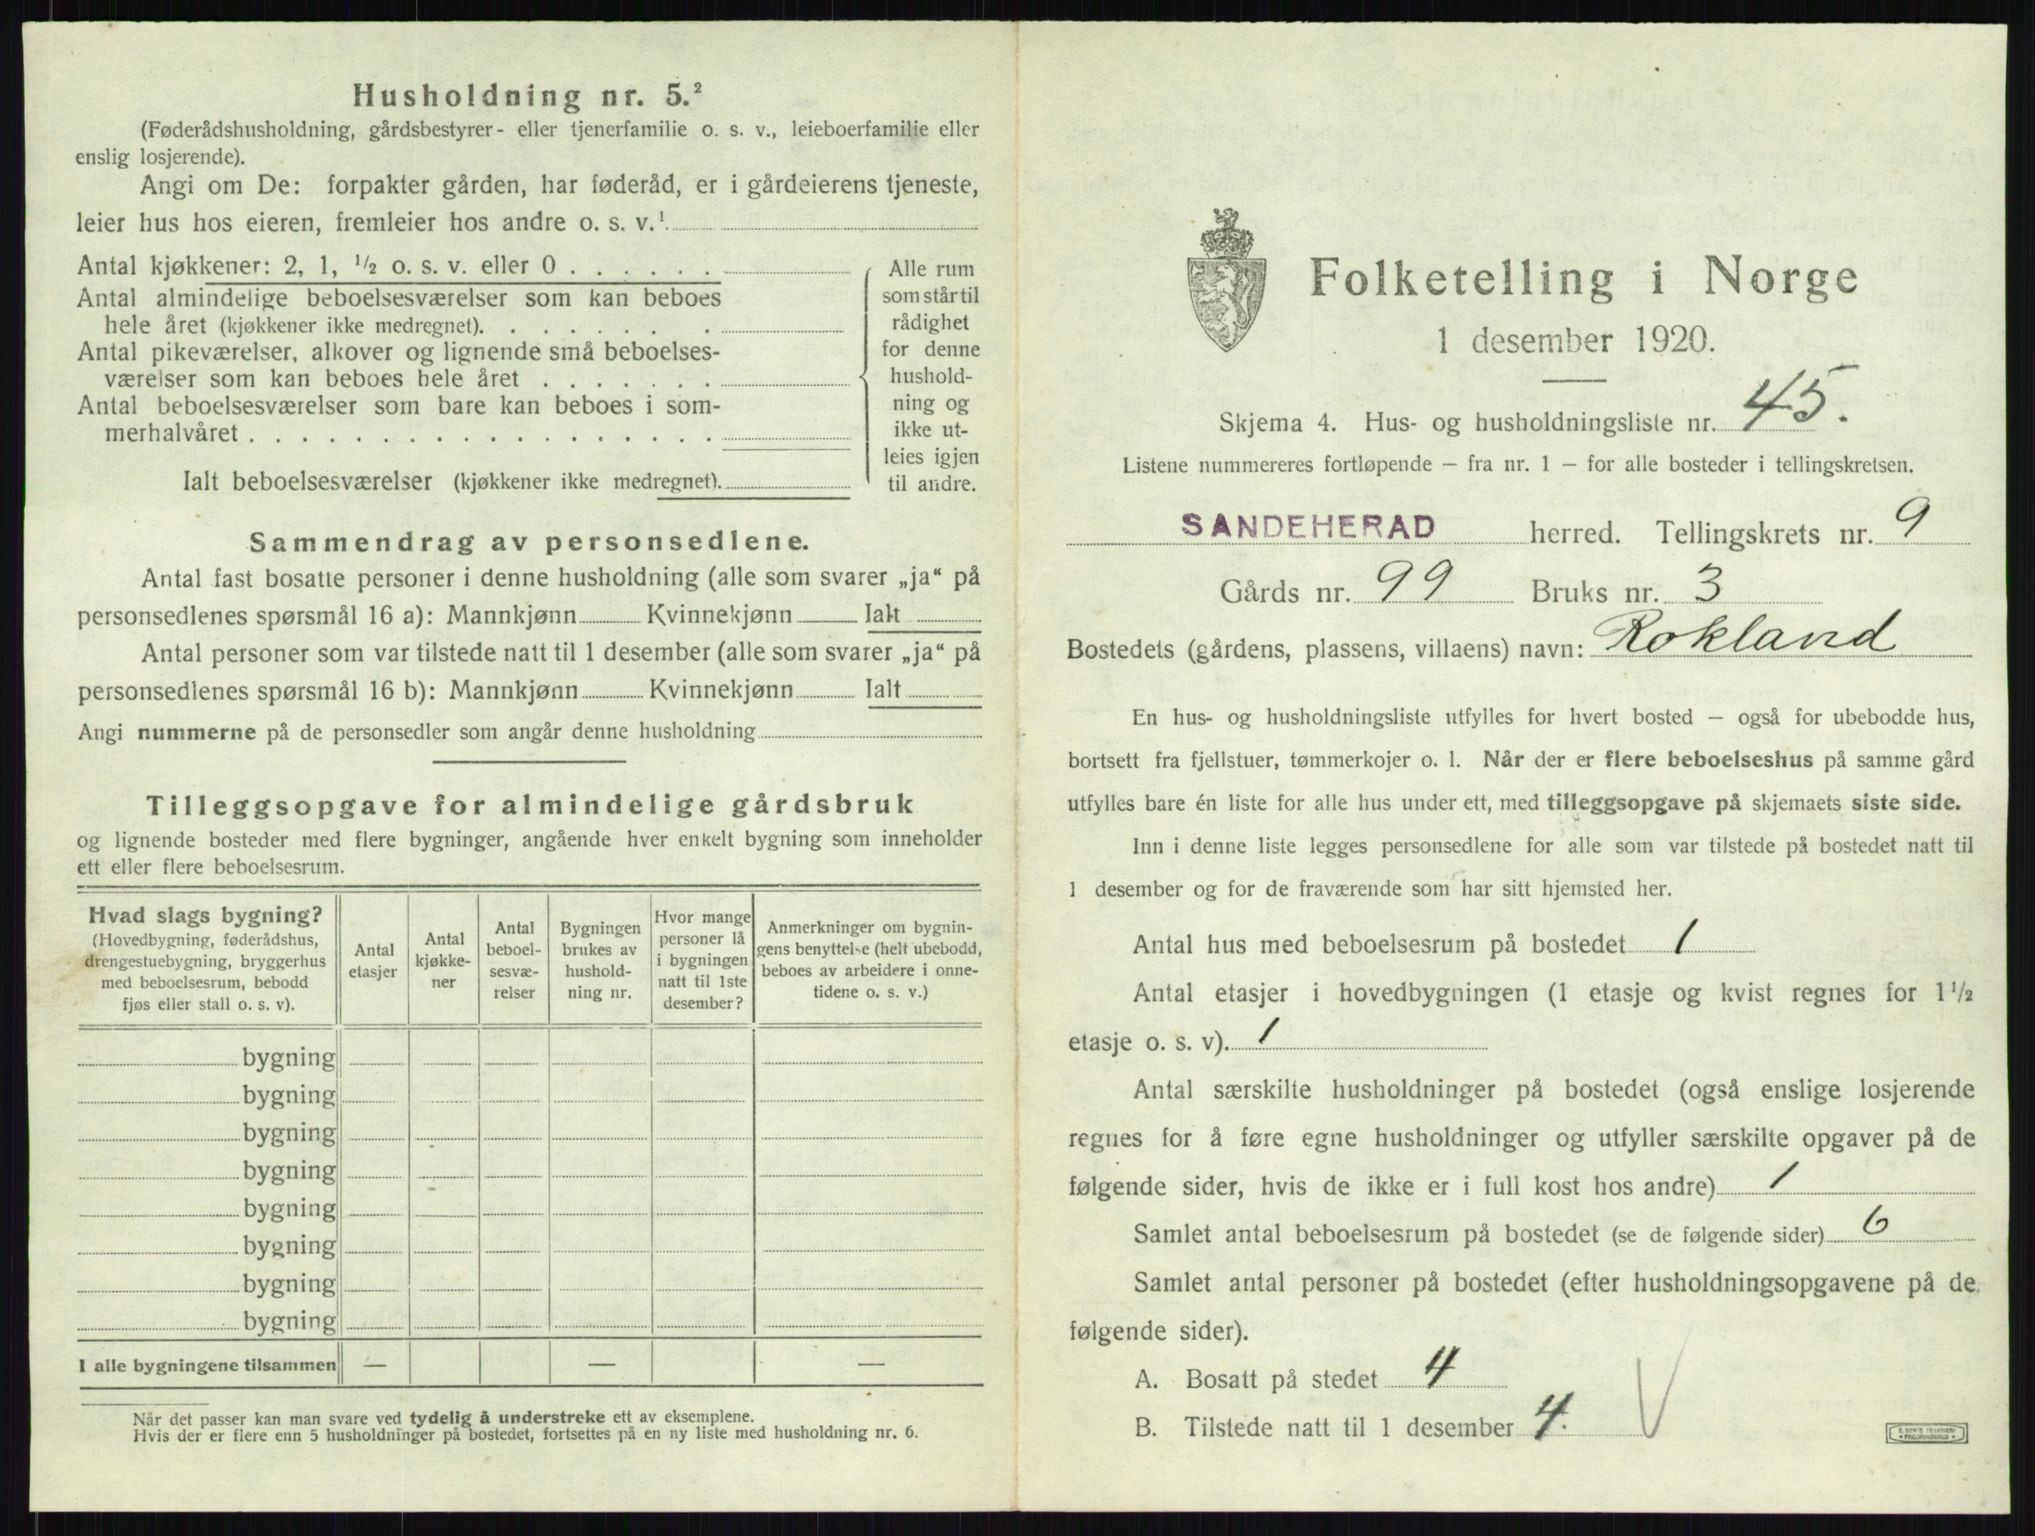 Husholdning nr. 5.²
(Føderådshusholdning, gårdsbestyrer- eller tjenerfamilie o. s. v., leieboerfamilie eller
enslig losjerende).
Angi om De: forpakter gården, har føderåd, er i gårdeierens tjeneste,
leier hus hos eieren, fremleier hos andre o. s. v.¹
Antal kjøkkener: 2, 1, ½ o. s. v. eller 0 . . . . . .
Antal almindelige beboelsesværelser som kan beboes
hele året (kjøkkener ikke medregnet). . . . . . . .
Antal pikeværelser, alkover og lignende små beboelses-
værelser som kan beboes hele året . . . . . . .
Antal beboelsesværelser som bare kan beboes i som-
merhalvåret . . . . . . . . . . . . . . . . . .
Ialt beboelsesværelser (kjøkkener ikke medregnet).
Alle rum
som står til
rådighet
for denne
hushold-
ning og
ikke ut-
leies igjen
til andre.
Sammendrag av personsedlene.
Antal fast bosatte personer i denne husholdning (alle som svarer „ja“ på
personsedlenes spørsmål 16 a): Mannkjønn Kvinnekjønn Ialt
Antal personer som var tilstede natt til 1 desember (alle som svarer „ja“ på
personsedlenes spørsmål 16 b): Mannkjønn Kvinnekjønn Ialt
Angi nummerne på de personsedler som angår denne husholdning
Tilleggsopgave for almindelige gårdsbruk
og lignende bosteder med flere bygninger, angående hver enkelt bygning som inneholder
ett eller flere beboelsesrum.
Hvad slags bygning?
(Hovedbygning, føderådshus,
drengestuebygning, bryggerhus
med beboelsesrum, bebodd
fjøs eller stall o. s. v).
Antal
etasjer
Antal
kjøkke-
ner
Antal
beboel-
sesvæ-
relser
Bygningen
brukes av
hushold-
ning nr.
Hvor mange
personer lå
i bygningen
natt til 1ste
desember?
Anmerkninger om bygnin-
gens benyttelse (helt ubebodd,
beboes av arbeidere i onne-
tidene o. s. v.)
bygning
bygning
bygning
bygning
bygning
bygning
bygning
bygning
I alle bygningene tilsammen — — —
Når det passer kan man svare ved tydelig å understreke ett av eksemplene.
Hvis der er flere enn 5 husholdninger på bostedet, fortsettes på en ny liste med husholdning nr. 6.
Folketelling i Norge
1 desember 1920.
Skjema 4. Hus- og husholdningsliste nr. 45.
Listene nummereres fortløpende — fra nr. 1 — for alle bosteder i tellingskretsen.
SANDEHERAD herred. Tellingskrets nr. 9
Gårds nr. 99 Bruks nr. 3
Bostedets (gårdens, plassens, villaens) navn: Rokland
En hus- og husholdningsliste utfylles for hvert bosted — også for ubebodde hus,
bortsett fra fjellstuer, tømmerkojer o. l. Når der er flere beboelseshus på samme gård
utfylles bare én liste for alle hus under ett, med tilleggsopgave på skjemaets siste side.
Inn i denne liste legges personsedlene for alle som var tilstede på bostedet natt til
1 desember og for de fraværende som har sitt hjemsted her.
Antal hus med beboelsesrum på bostedet 1
Antal etasjer i hovedbygningen (1 etasje og kvist regnes for 1½
etasje o. s. v). 1
Antal særskilte husholdninger på bostedet (også enslige losjerende
regnes for å føre egne husholdninger og utfyller særskilte opgaver på de
følgende sider, hvis de ikke er i full kost hos andre) 1
Samlet antal beboelsesrum på bostedet (se de følgende sider) 6
Samlet antal personer på bostedet (efter husholdningsopgavene på de
følgende sider).
A. Bosatt på stedet 4
B. Tilstede natt til 1 desember 4.